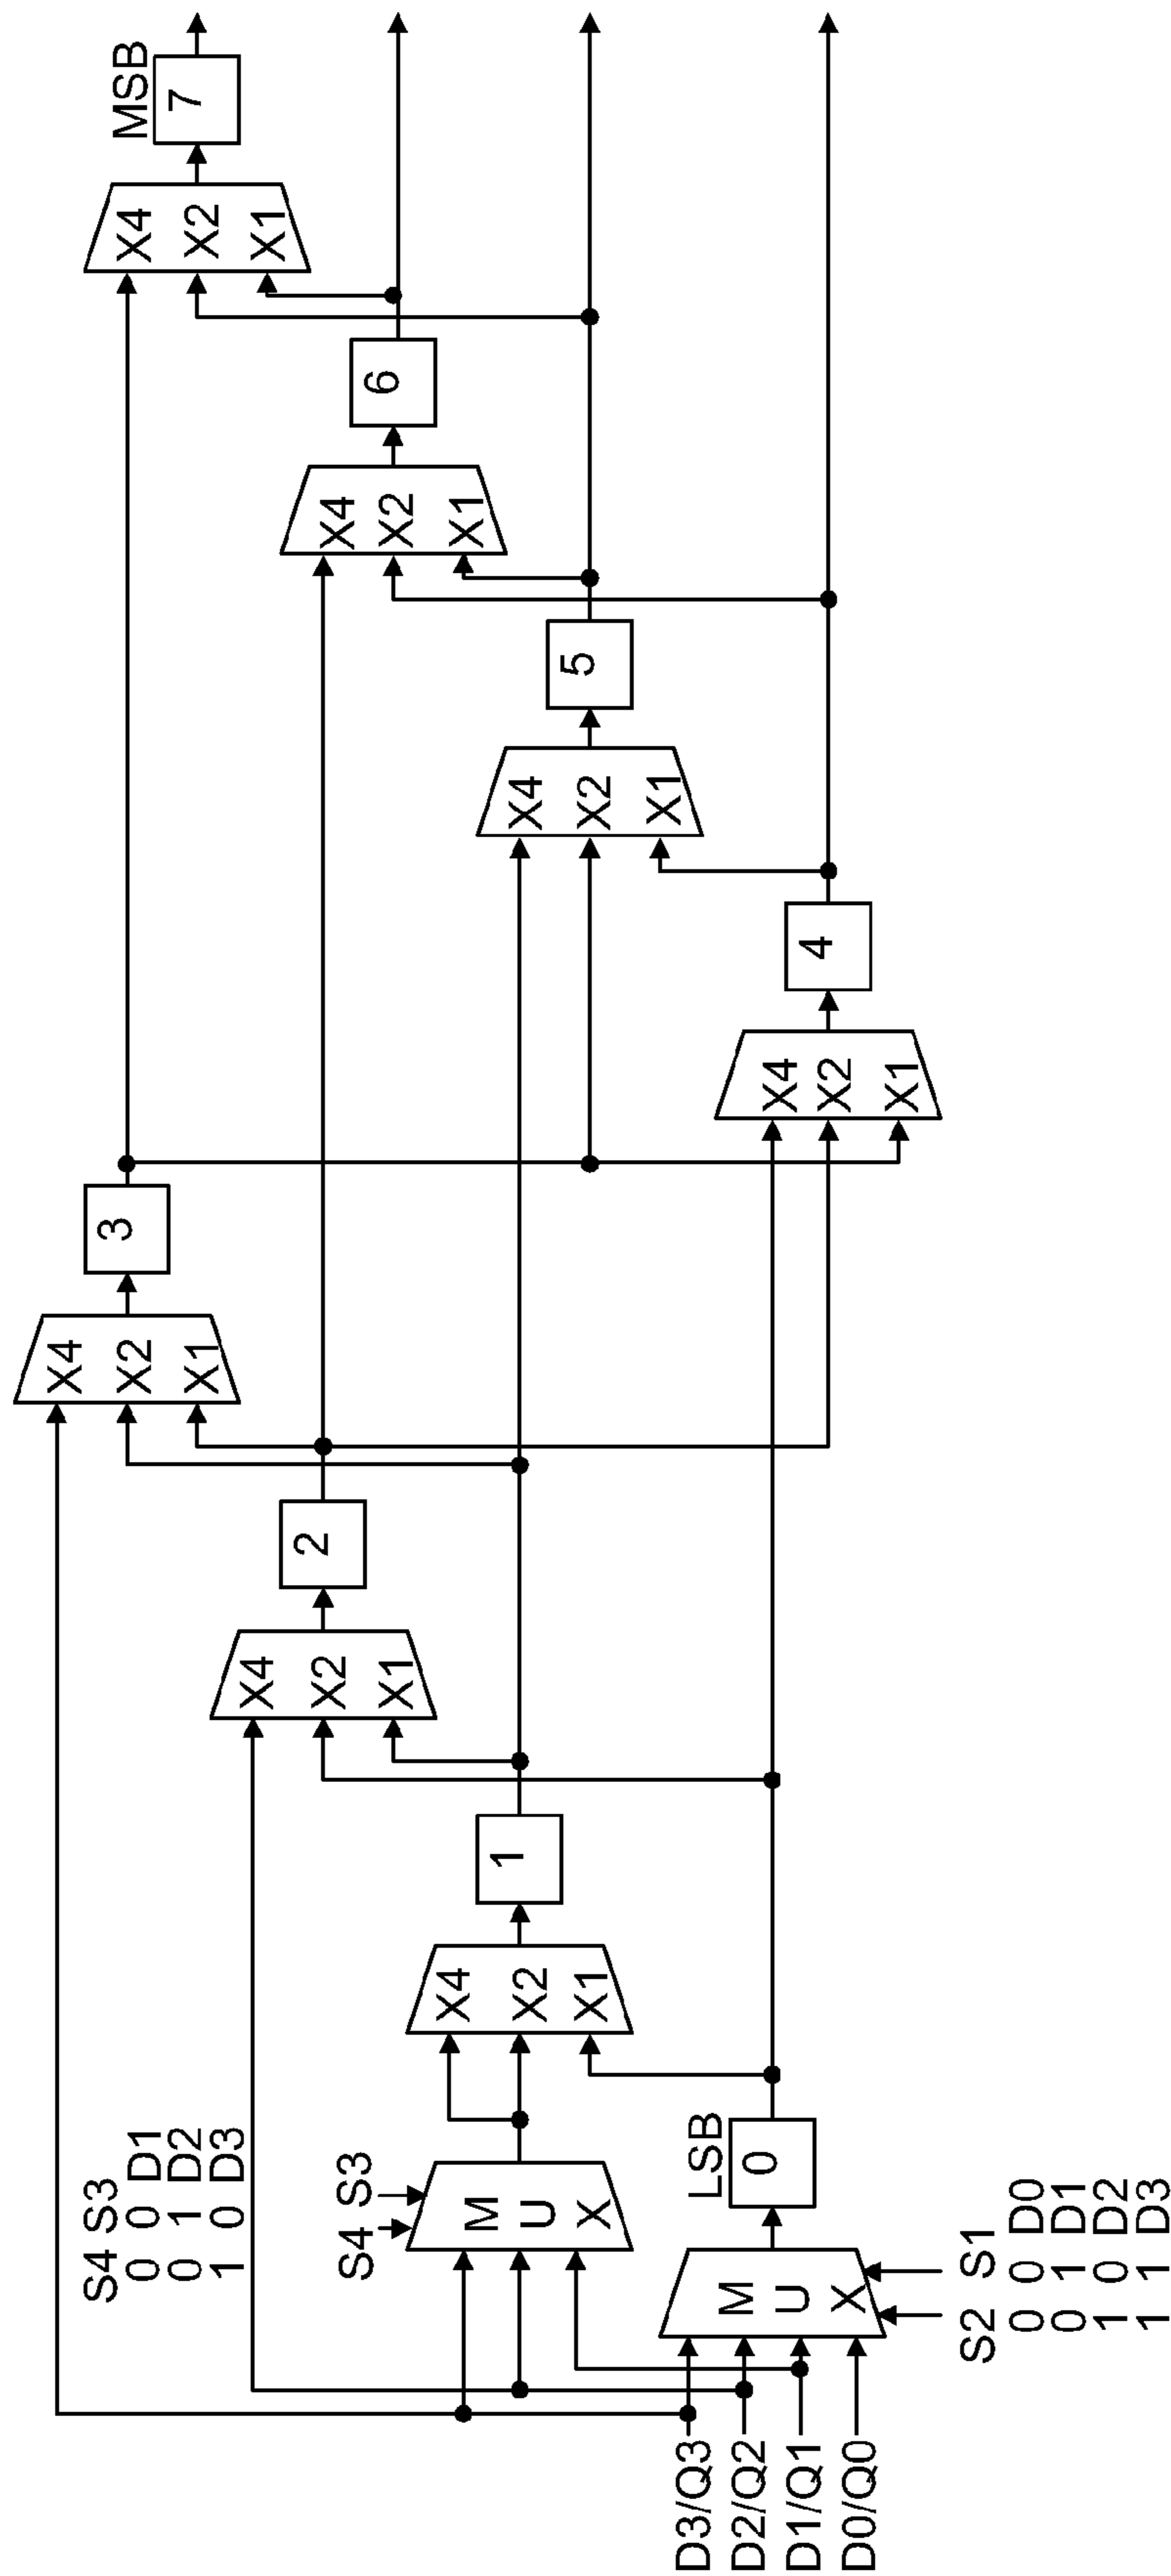 S4 S3
0 0 D1
0 1 D2
1 0 D3
D3/Q3
D2/Q2
D1/Q1
D0/Q0
S4
S3
M
U
X
M
U
X
S2 S1
0 0 D0
0 1 D1
1 0 D2
1 1 D3
LSB
0
X4
X2
X1
1
X4
X2
X1
2
X4
X2
X1
3
X4
X2
X1
4
X4
X2
X1
5
X4
X2
X1
6
X4
X2
X1
MSB
7